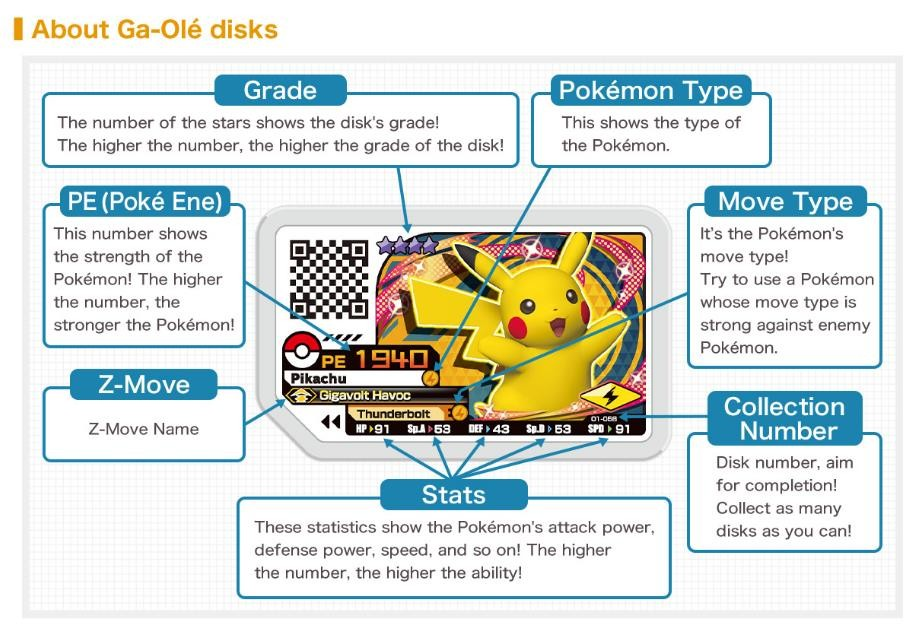 About Ga-Olé disks
Grade
The number of the stars shows the disk's grade!
The higher the number, the higher the grade of the disk!
Pokémon Type
This shows the type of
the Pokémon.
PE (Poké Ene)
This number shows
the strength of the
Pokémon! The higher
the number, the
stronger the Pokémon!
Move Type
It's the Pokémon's
move type!
Try to use a Pokémon
whose move type is
strong against enemy
Pokémon.
PE 1940
Pikachu
Gigavolt Havoc
Thunderbolt
01-058
HP 91 Sp.A 53 DEF 43 Sp.D 53 SPD 91
Z-Move
Z-Move Name
Collection
Number
Disk number, aim
for completion!
Collect as many
disks as you can!
Stats
These statistics show the Pokémon's attack power,
defense power, speed, and so on! The higher
the number, the higher the ability!